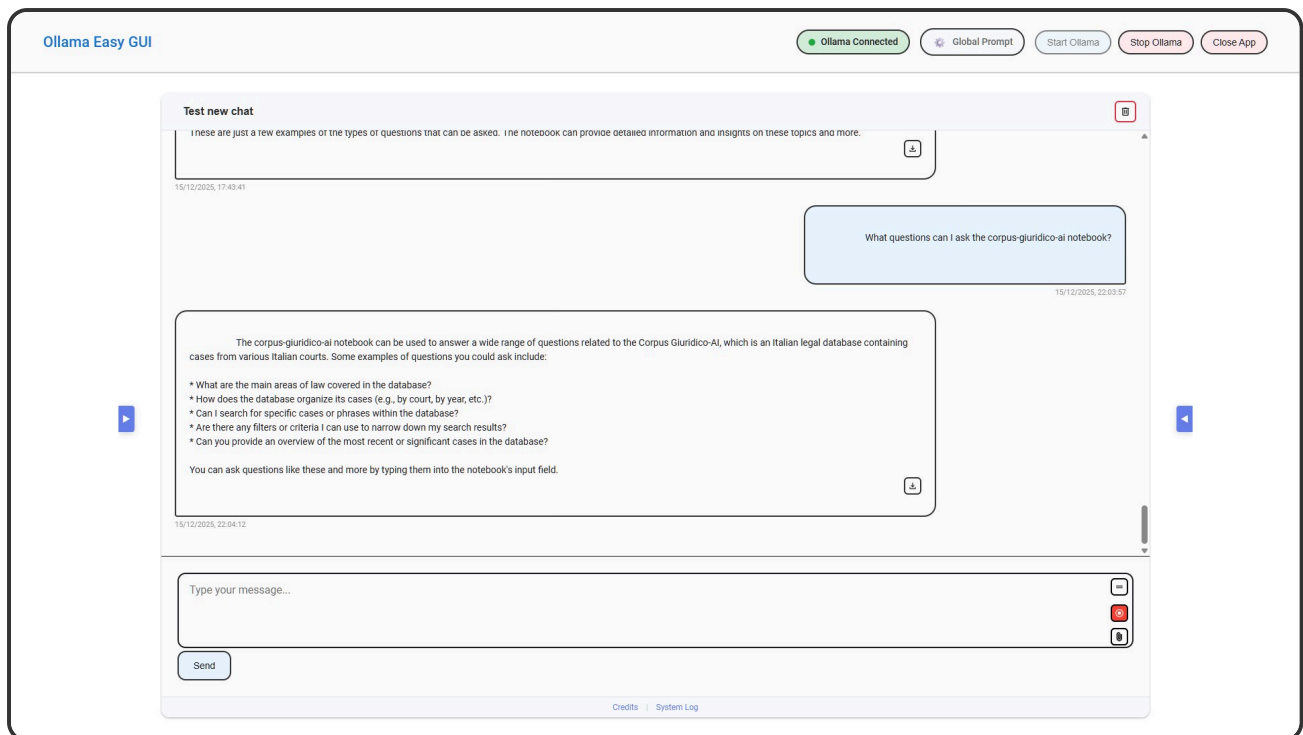 Ollama Easy GUI
Ollama Connected
Global Prompt
Start Ollama
Stop Ollama
Close App
Test new chat
These are just a few examples of the types of questions that can be asked. The notebook can provide detailed information and insights on these topics and more.
15/12/2025, 17:43:41
What questions can I ask the corpus-giuridico-ai notebook?
15/12/2025, 22:03:57
The corpus-giuridico-ai notebook can be used to answer a wide range of questions related to the Corpus Giuridico-AI, which is an Italian legal database containing
cases from various Italian courts. Some examples of questions you could ask include:
* What are the main areas of law covered in the database?
* How does the database organize its cases (e.g., by court, by year, etc.)?
* Can I search for specific cases or phrases within the database?
* Are there any filters or criteria I can use to narrow down my search results?
* Can you provide an overview of the most recent or significant cases in the database?
You can ask questions like these and more by typing them into the notebook's input field.
15/12/2025, 22:04:12
Type your message...
Send
Credits | System Log